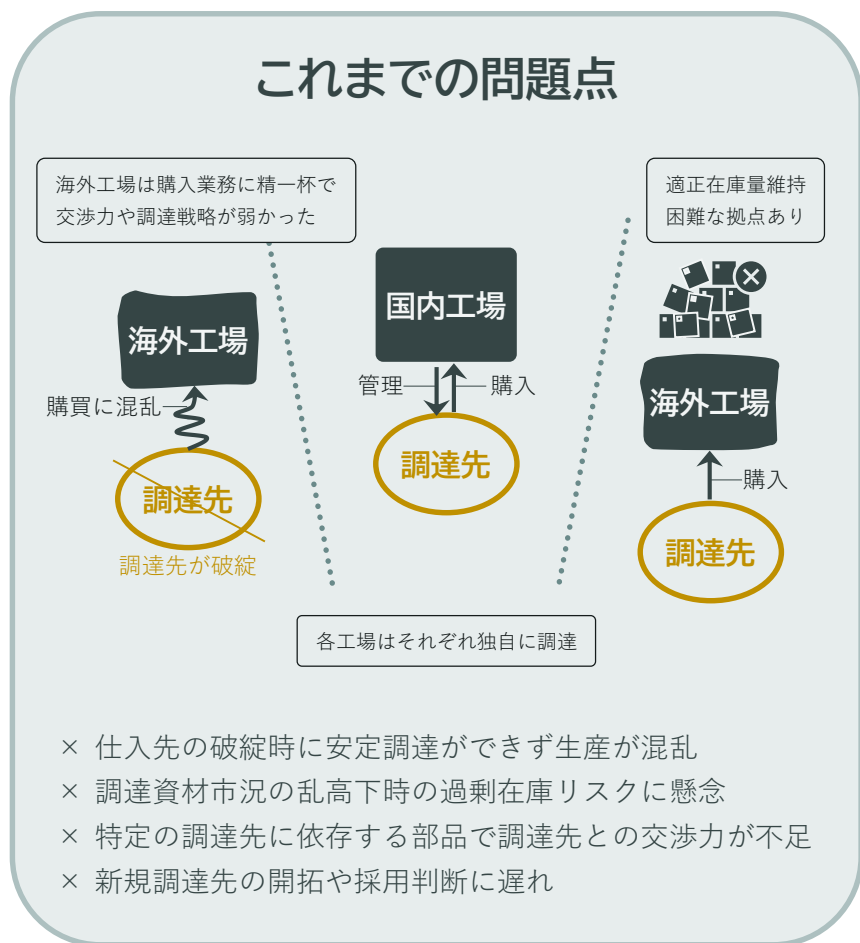 これまでの問題点
海外工場は購入業務に精一杯で
交渉力や調達戦略が弱かった
適正在庫量維持
困難な拠点あり
海外工場
購買に混乱
調達先
調達先が破綻
国内工場
管理
購入
調達先
海外工場
購入
調達先
各工場はそれぞれ独自に調達
× 仕入先の破綻時に安定調達ができず生産が混乱
× 調達資材市況の乱高下時の過剰在庫リスクに懸念
× 特定の調達先に依存する部品で調達先との交渉力が不足
× 新規調達先の開拓や採用判断に遅れ